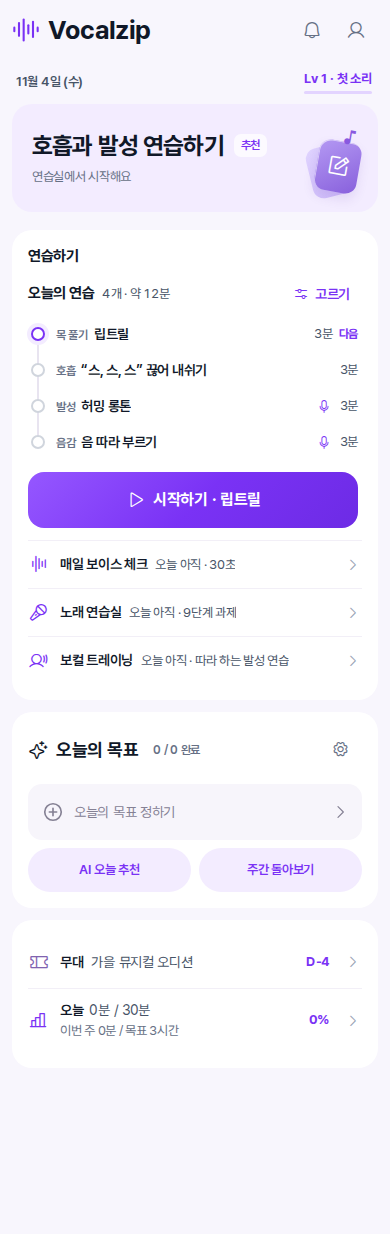 Vocalzip
11월 4일 (수)
Lv 1 · 첫 소리
호흡과 발성 연습하기 추천
연습실에서 시작해요
연습하기
오늘의 연습 4개 · 약 12분 고르기
목 풀기 립트릴 3분 다음
호흡 “스, 스, 스” 끊어 내쉬기 3분
발성 허밍 롱톤 3분
음감 음 따라 부르기 3분
시작하기 · 립트릴
매일 보이스 체크 오늘 아직 · 30초
노래 연습실 오늘 아직 · 9단계 과제
보컬 트레이닝 오늘 아직 · 따라 하는 발성 연습
오늘의 목표 0 / 0 완료
오늘의 목표 정하기
AI 오늘 추천 주간 돌아보기
무대 가을 뮤지컬 오디션 D-4
오늘 0분 / 30분 0%
이번 주 0분 / 목표 3시간